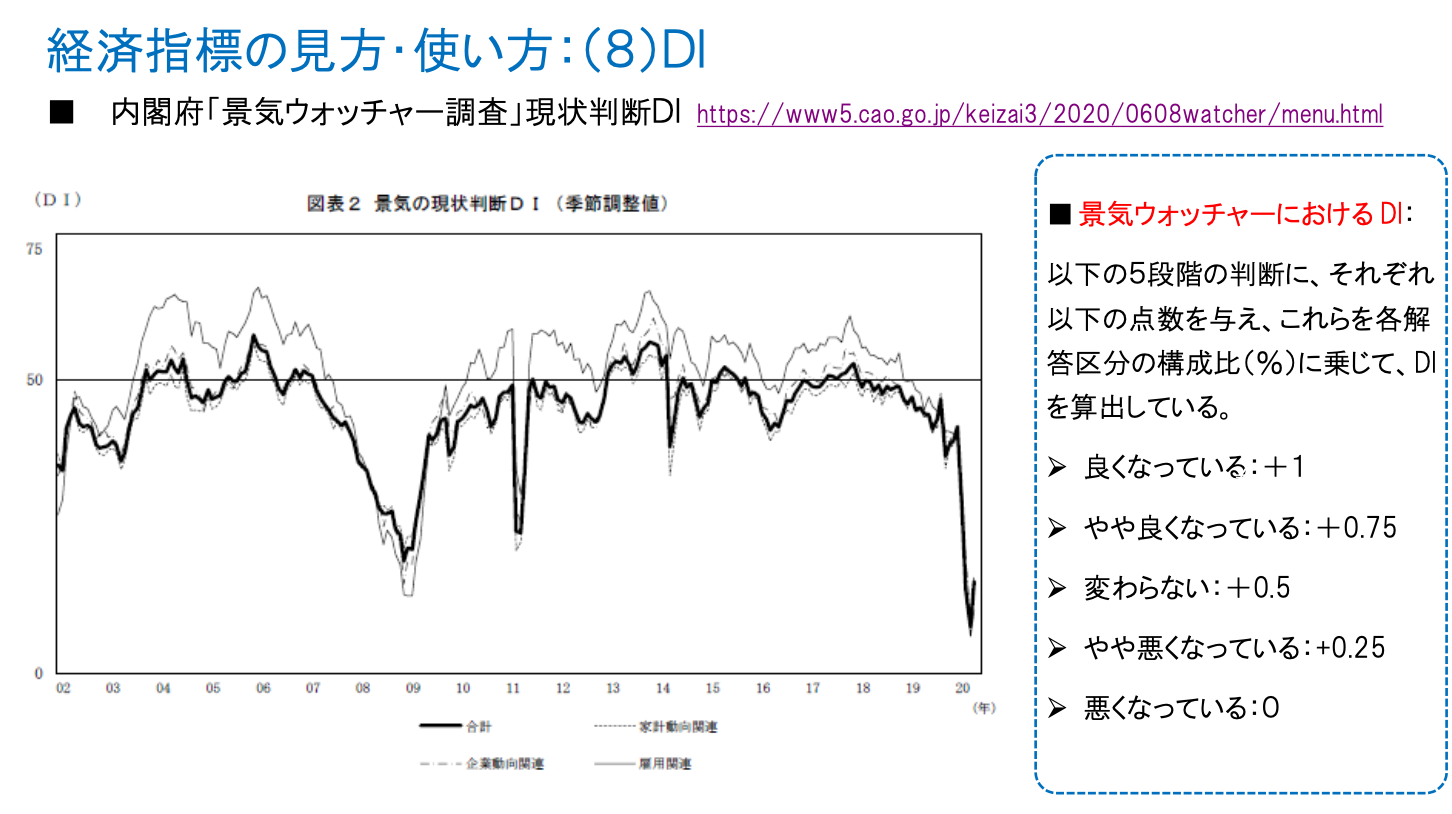 経済指標の見方・使い方：（８）DI
■ 内閣府「景気ウォッチャー調査」現状判断DI https://www5.cao.go.jp/keizai3/2020/0608watcher/menu.html
（ＤＩ）
図表２ 景気の現状判断ＤＩ（季節調整値）
75
50
0
02 03 04 05 06 07 08 09 10 11 12 13 14 15 16 17 18 19 20
（年）
合計 家計動向関連
企業動向関連 雇用関連
■ 景気ウォッチャーにおける DI：
以下の５段階の判断に、それぞれ
以下の点数を与え、これらを各解
答区分の構成比（％）に乗じて、DI
を算出している。
➢ 良くなっている：＋１
➢ やや良くなっている：＋0.75
➢ 変わらない：＋0.5
➢ やや悪くなっている：+0.25
➢ 悪くなっている：０